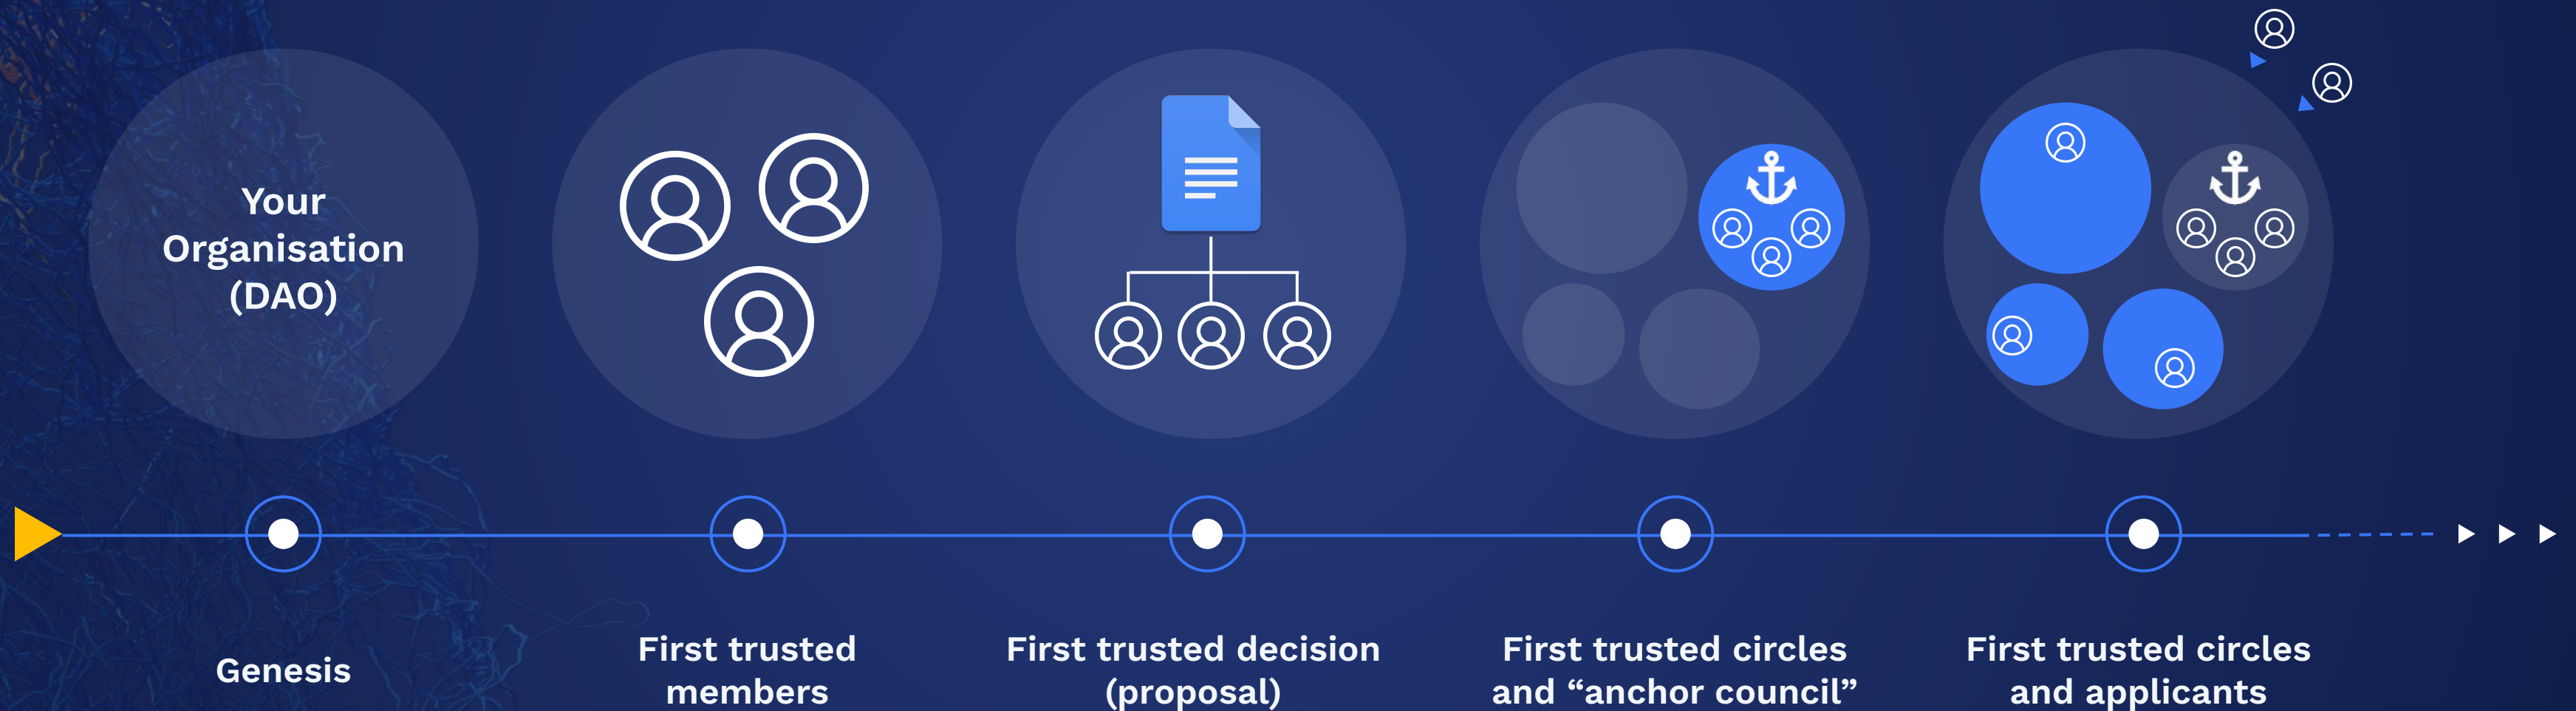 Your
Organisation
(DAO)
Genesis
First trusted
members
First trusted decision
(proposal)
First trusted circles
and “anchor council”
First trusted circles
and applicants